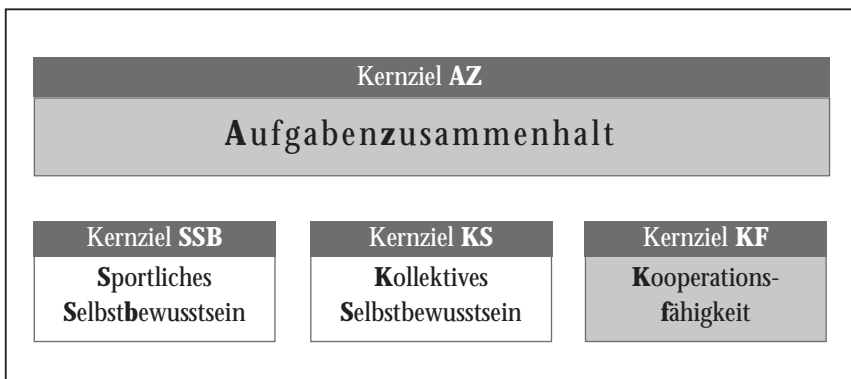 Kernziel AZ
Aufgabenzusammenhalt
Kernziel SSB
Sportliches
Selbstbewusstsein
Kernziel KS
Kollektives
Selbstbewusstsein
Kernziel KF
Kooperations-
fähigkeit